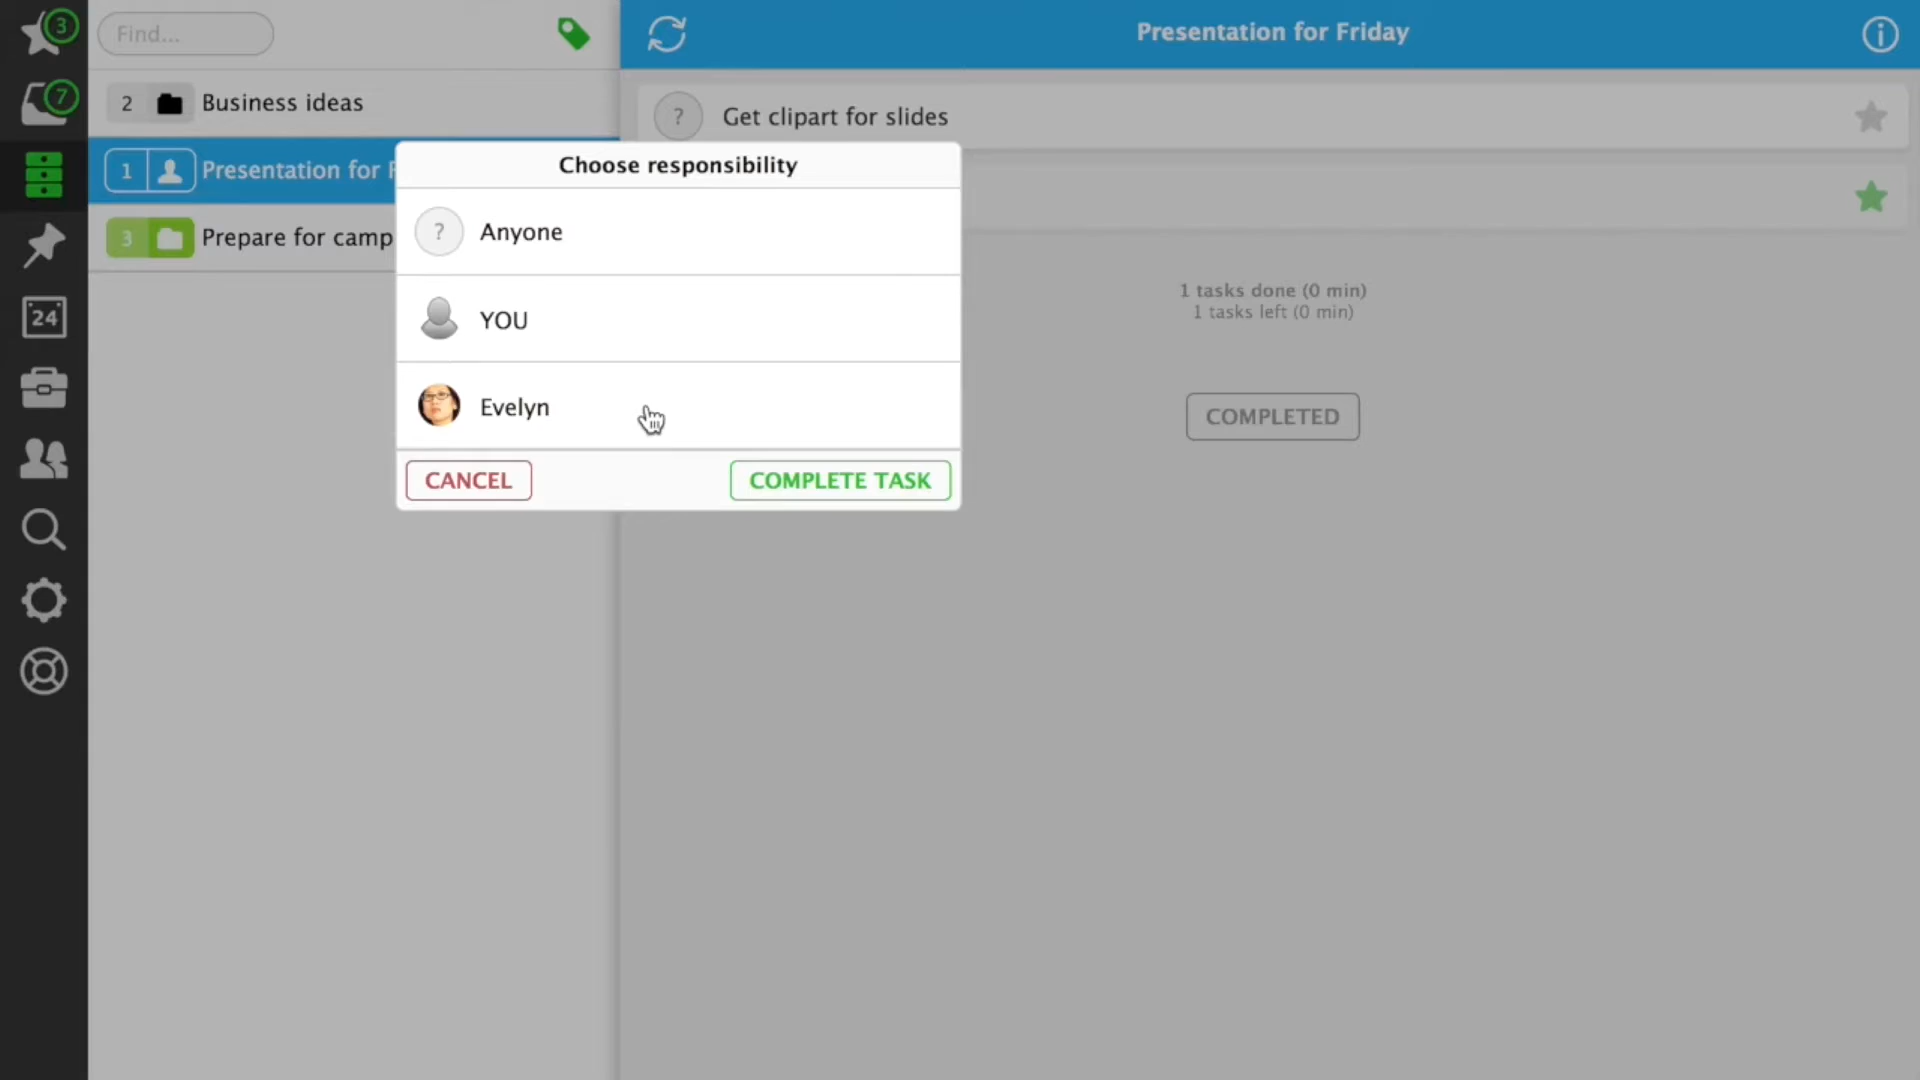 3
Find...
Presentation for Friday
7
2 Business ideas
? Get clipart for slides
Choose responsibility
1 Presentation for F
? Anyone
3 Prepare for camp
1 tasks done (0 min)
1 tasks left (0 min)
24
YOU
Evelyn
COMPLETED
CANCEL
COMPLETE TASK